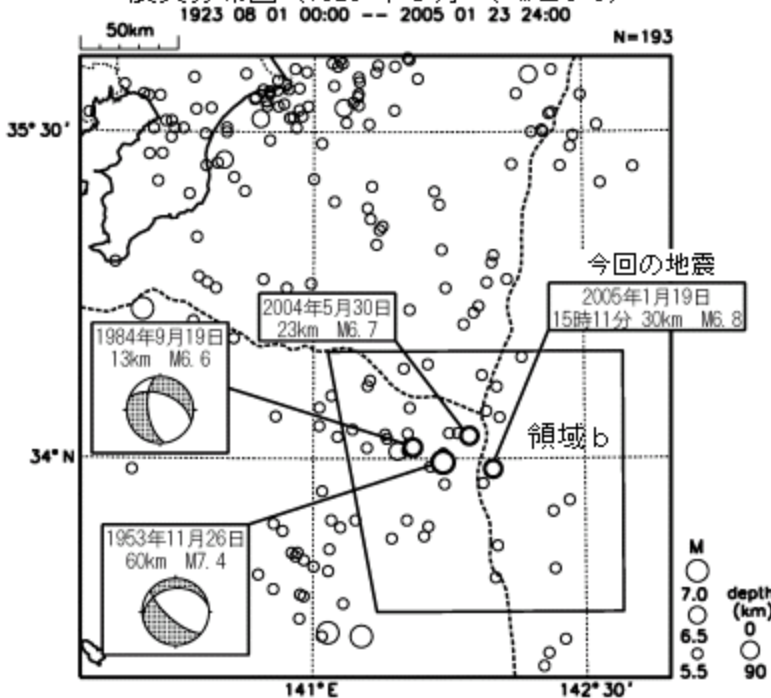 1923 08 01 00:00 -- 2005 01 23 24:00
50km
N=193
35°30'
今回の地震
2004年5月30日
23km M6.7
2005年1月19日
15時11分 30km M6.8
1984年9月19日
13km M6.6
領域b
34°N
1953年11月26日
60km M7.4
M
7.0
6.5
5.5
depth
(km)
0
90
141°E
142°30'